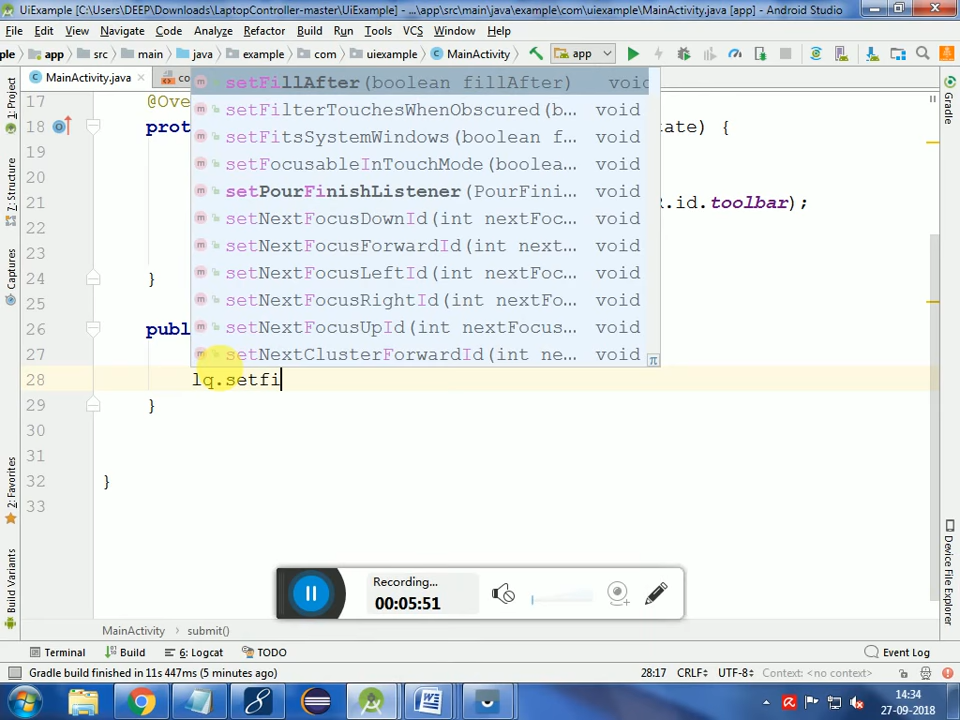 UiExample [C:\Users\DEEP\Downloads\LaptopController-master\UiExample] - ...\app\src\main\java\example\com\uiexample\MainActivity.java [app] - Android Studio
File Edit View Navigate Code Analyze Refactor Build Run Tools VCS Window Help
ple app src main java example com uiexample MainActivity app
MainActivity.java co
1: Project
7: Structure
Captures
2: Favorites
Build Variants
Gradle
Device File Explorer
setFillAfter(boolean fillAfter) void
setFilterTouchesWhenObscured(b... void
setFitsSystemWindows(boolean f... void
setFocusableInTouchMode(boolea... void
setPourFinishListener(PourFini... void
setNextFocusDownId(int nextFoc... void
setNextFocusForwardId(int next... void
setNextFocusLeftId(int nextFoc... void
setNextFocusRightId(int nextFo... void
setNextFocusUpId(int nextFocus... void
setNextClusterForwardId(int ne... void
π
17 @Ove
18 prot tate) {
19
20
21 R.id.toolbar);
22
23
24 }
25
26 publ
27
28 lq.setfi
29 }
30
31
32 }
33
Recording...
00:05:51
MainActivity submit()
Terminal Build 6: Logcat TODO Event Log
Gradle build finished in 11s 447ms (5 minutes ago) 28:17 CRLF UTF-8 Context: <no context>
14:34
27-09-2018